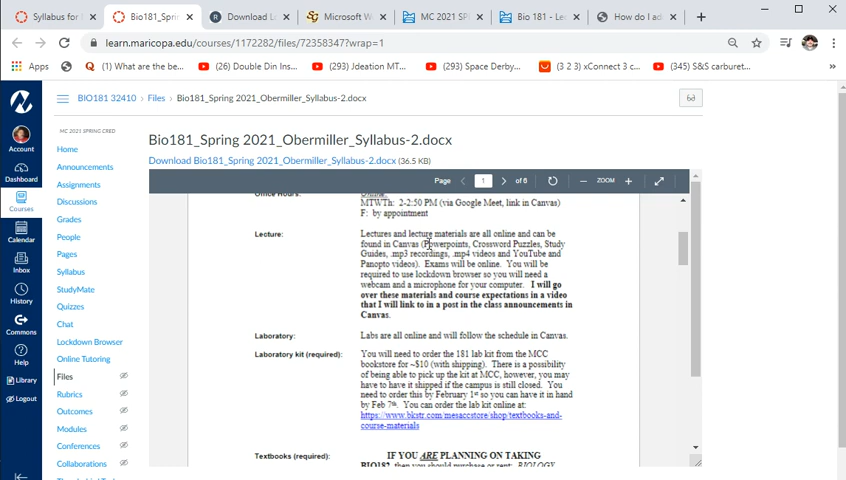 Syllabus for
Bio181_Sprin
Download L
Microsoft W
MC 2021 SP
Bio 181 - Le
How do I ad
learn.maricopa.edu/courses/1172282/files/72358347?wrap=1
Apps
(1) What are the be...
(26) Double Din Ins...
(293) Jdeation MT...
(293) Space Derby...
(3 2 3) xConnect 3 c...
(345) S&S carburet...
BIO181 32410 > Files > Bio181_Spring 2021_Obermiller_Syllabus-2.docx
MC 2021 SPRING CRED
Account
Dashboard
Courses
Calendar
Inbox
History
Commons
Help
Library
Logout
Home
Announcements
Assignments
Discussions
Grades
People
Pages
Syllabus
StudyMate
Quizzes
Chat
Lockdown Browser
Online Tutoring
Files
Rubrics
Outcomes
Modules
Conferences
Collaborations
Bio181_Spring 2021_Obermiller_Syllabus-2.docx
Download Bio181_Spring 2021_Obermiller_Syllabus-2.docx (36.5 KB)
Page 1 of 6 ZOOM
Office Hours:
Online:
MTWTh: 2-2:50 PM (via Google Meet, link in Canvas)
F: by appointment
Lecture:
Lectures and lecture materials are all online and can be
found in Canvas (Powerpoints, Crossword Puzzles, Study
Guides, .mp3 recordings, .mp4 videos and YouTube and
Panopto videos). Exams will be online. You will be
required to use lockdown browser so you will need a
webcam and a microphone for your computer. I will go
over these materials and course expectations in a video
that I will link to in a post in the class announcements in
Canvas.
Laboratory:
Labs are all online and will follow the schedule in Canvas.
Laboratory kit (required):
You will need to order the 181 lab kit from the MCC
bookstore for ~$10 (with shipping). There is a possibility
of being able to pick up the kit at MCC, however, you may
have to have it shipped if the campus is still closed. You
need to order this by February 1st so you can have it in hand
by Feb 7th. You can order the lab kit online at:
https://www.bkstr.com/mesaccstore/shop/textbooks-and-
course-materials
Textbooks (required):
IF YOU ARE PLANNING ON TAKING
BIO182, then you should purchase or rent: BIOLOGY